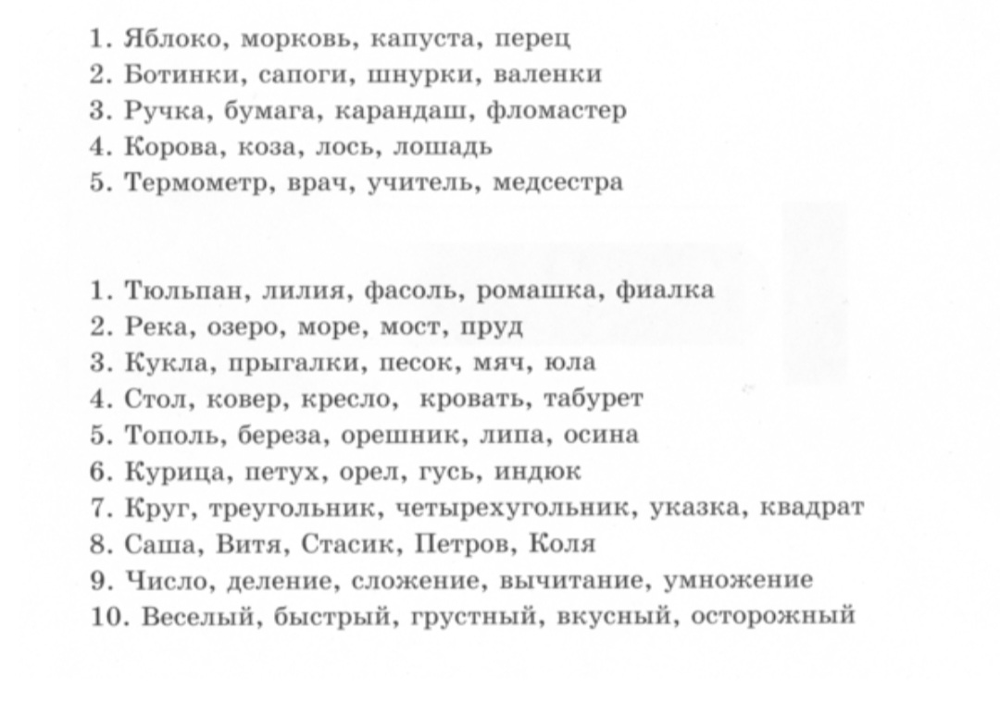 1. Яблоко, морковь, капуста, перец
2. Ботинки, сапоги, шнурки, валенки
3. Ручка, бумага, карандаш, фломастер
4. Корова, коза, лось, лошадь
5. Термометр, врач, учитель, медсестра
1. Тюльпан, лилия, фасоль, ромашка, фиалка
2. Река, озеро, море, мост, пруд
3. Кукла, прыгалки, песок, мяч, юла
4. Стол, ковер, кресло, кровать, табурет
5. Тополь, береза, орешник, липа, осина
6. Курица, петух, орел, гусь, индюк
7. Круг, треугольник, четырехугольник, указка, квадрат
8. Саша, Витя, Стасик, Петров, Коля
9. Число, деление, сложение, вычитание, умножение
10. Веселый, быстрый, грустный, вкусный, осторожный